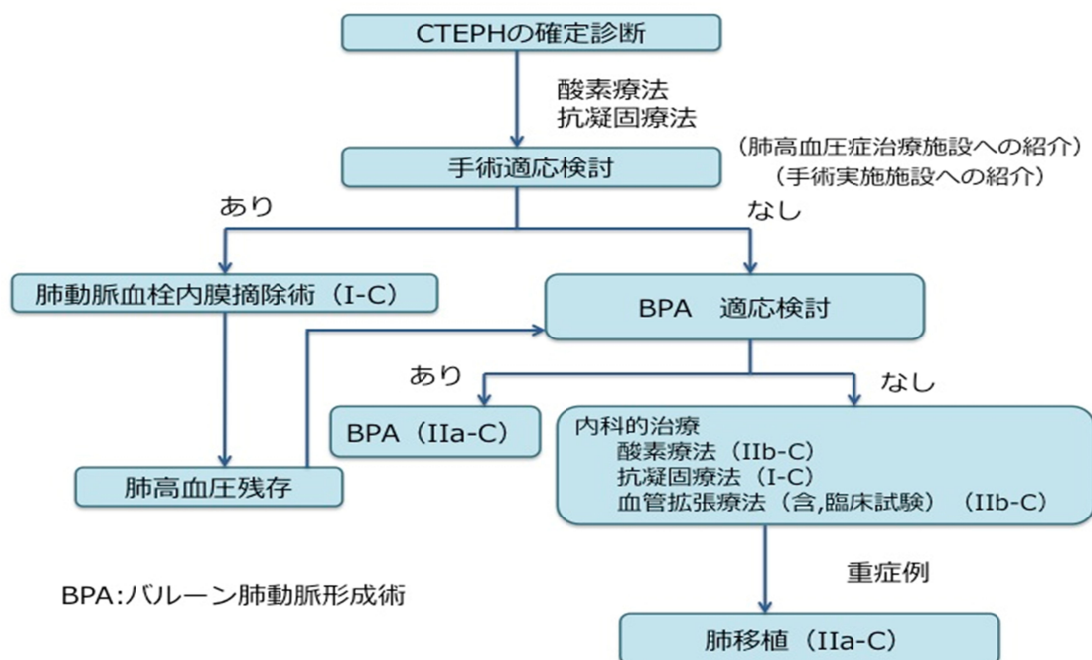 CTEPHの確定診断
酸素療法
抗凝固療法
手術適応検討
（肺高血圧症治療施設への紹介）
（手術実施施設への紹介）
あり
なし
肺動脈血栓内膜摘除術（I-C）
BPA　適応検討
あり
なし
BPA（IIa-C）
内科的治療
酸素療法（IIb-C）
抗凝固療法（I-C）
血管拡張療法（含,臨床試験）（IIb-C）
肺高血圧残存
重症例
BPA:バルーン肺動脈形成術
肺移植（IIa-C）